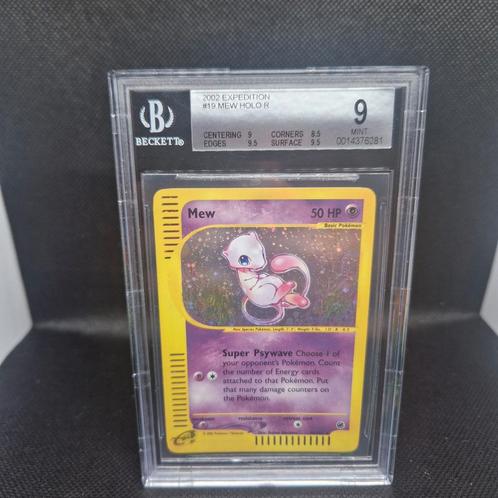 2002 EXPEDITION
#19 MEW HOLO R
B
BECKETT
CENTERING 9 CORNERS 8.5
EDGES 9.5 SURFACE 9.5
9
MINT
0014376281
Mew 50 HP
Basic Pokémon
Super Psywave Choose 1 of
your opponent's Pokémon. Count
the number of Energy cards
attached to that Pokémon. Put
that many damage counters on
the Pokémon.
weakness resistance retreat cost